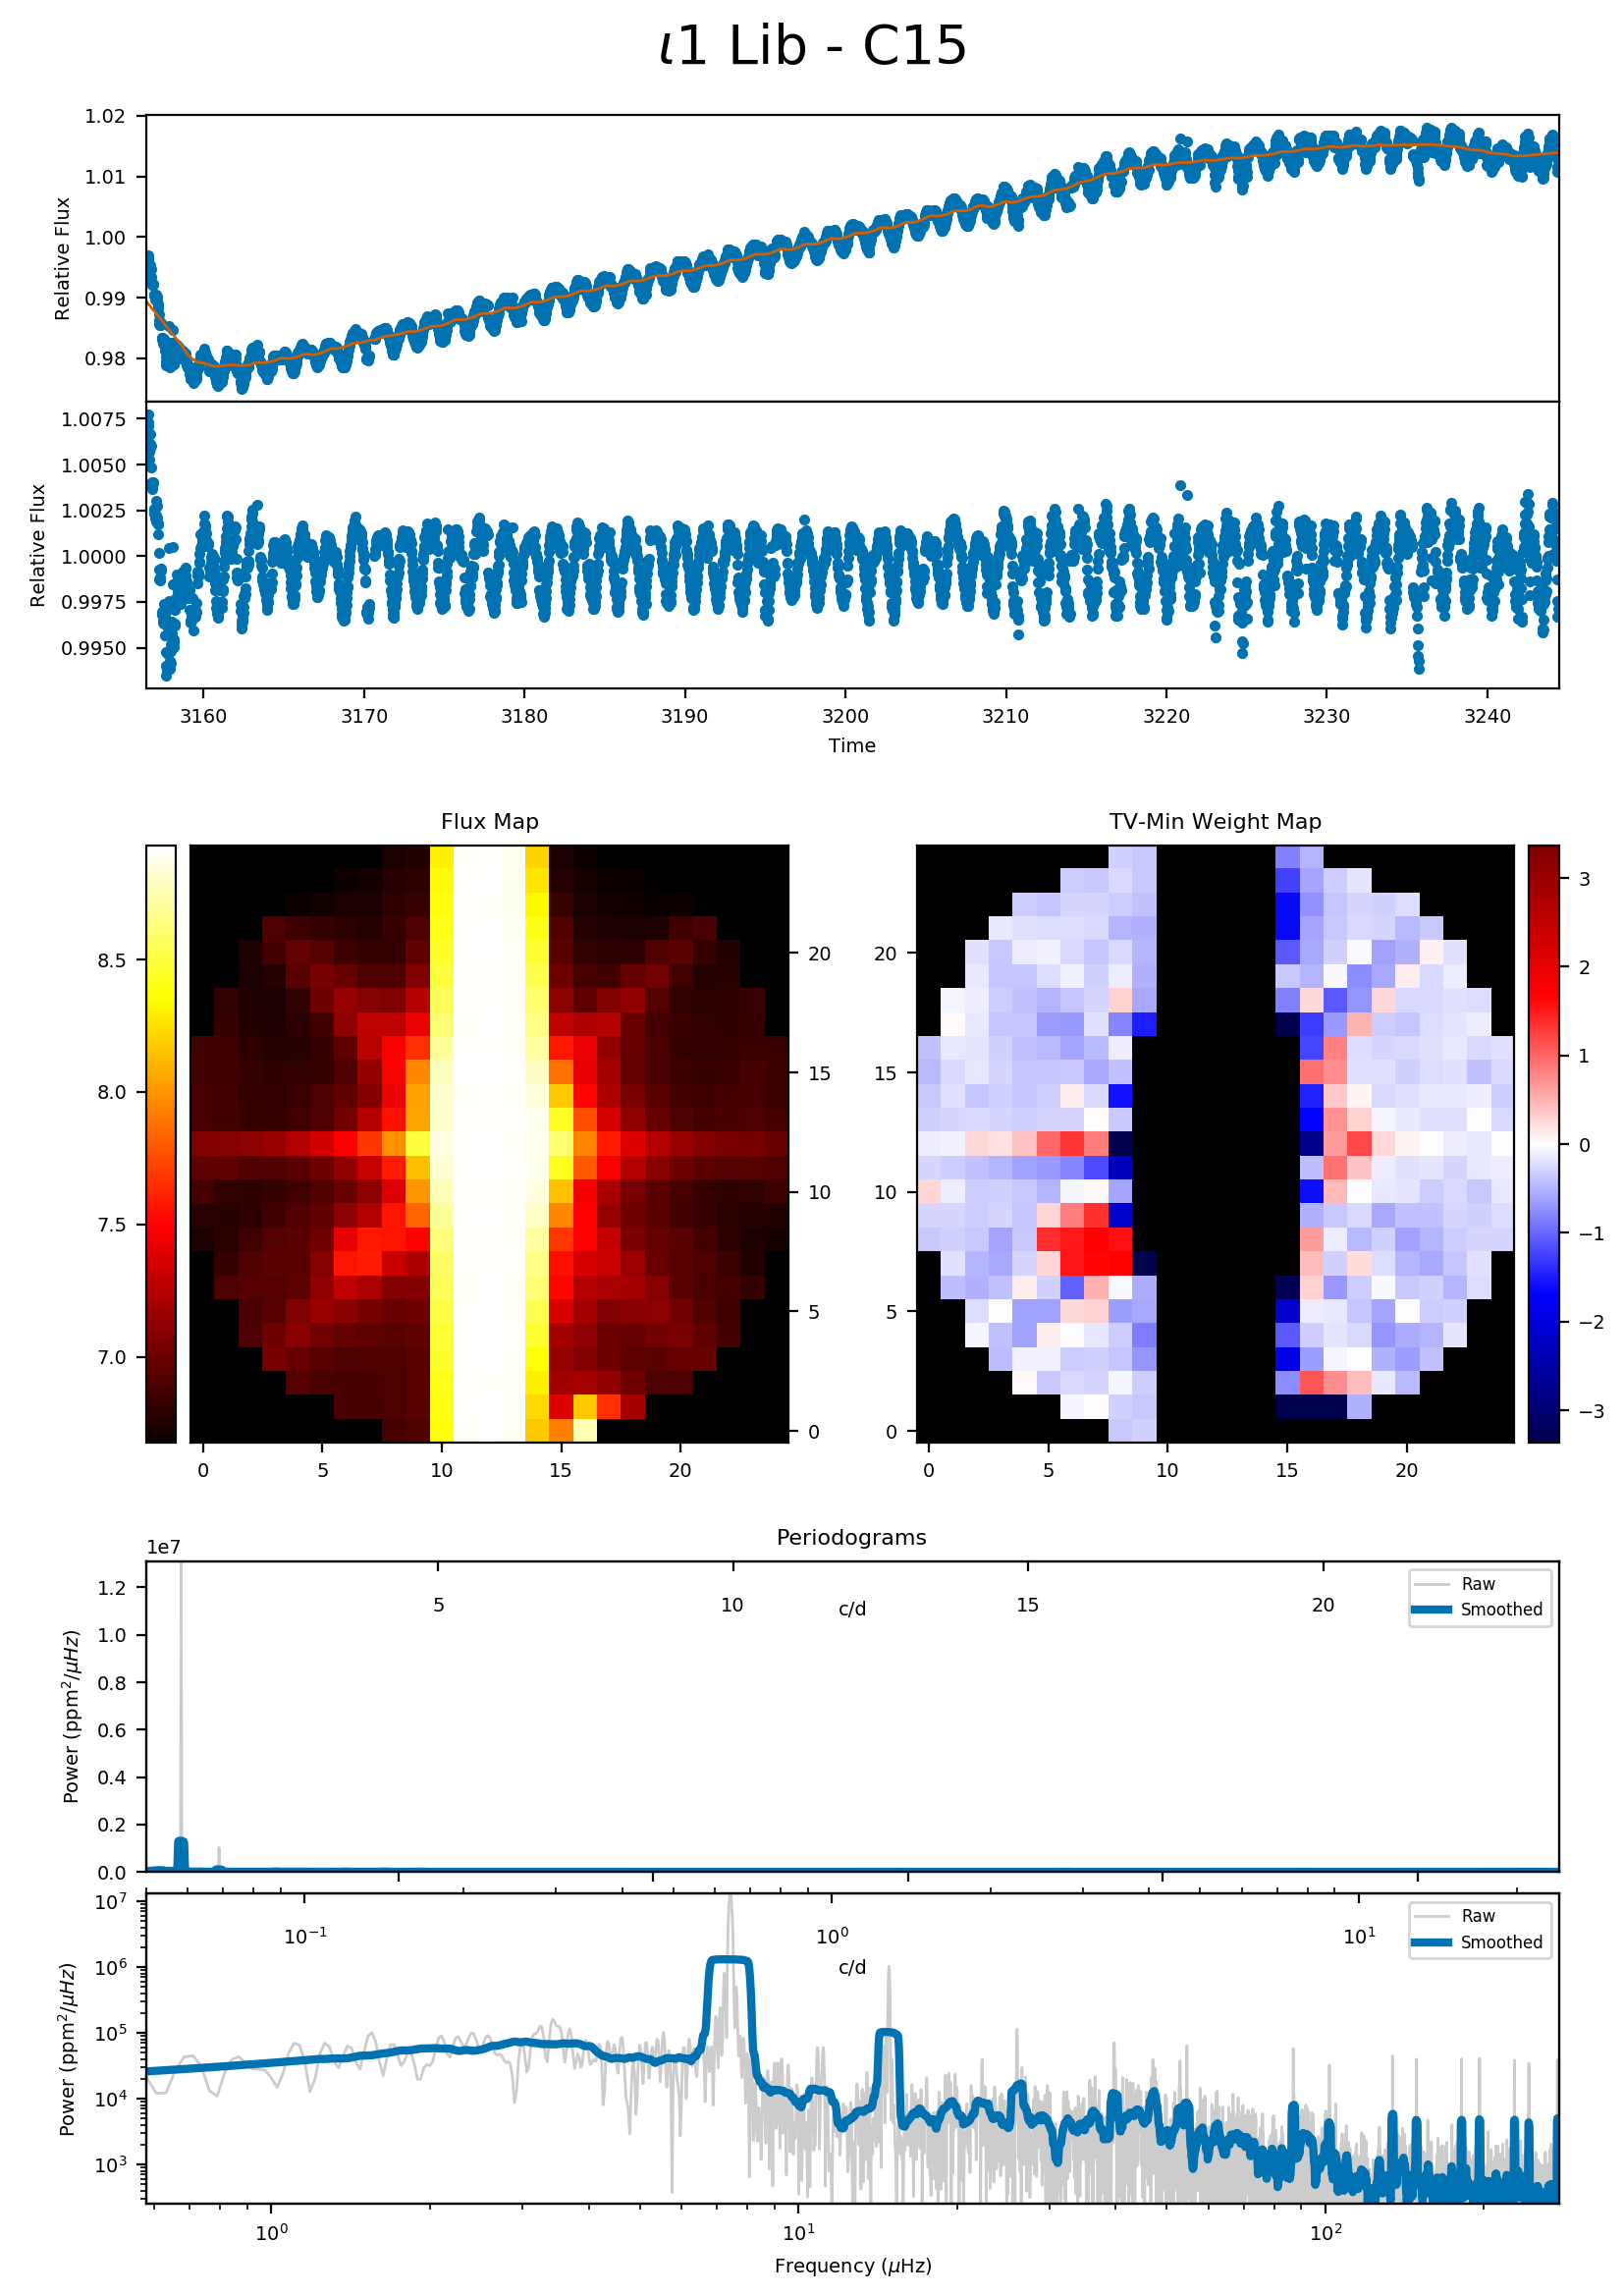 ι1 Lib - C15
1.02
1.01
1.00
0.99
0.98
Relative Flux
1.0075
1.0050
1.0025
1.0000
0.9975
0.9950
Relative Flux
3160 3170 3180 3190 3200 3210 3220 3230 3240
Time
Flux Map
TV-Min Weight Map
8.5
8.0
7.5
7.0
20
15
10
5
0
0 5 10 15 20
20
15
10
5
0
0 5 10 15 20
3
2
1
0
−1
−2
−3
Periodograms
1e7
1.2
1.0
0.8
0.6
0.4
0.2
0.0
Power (ppm²/μHz)
5 10 15 20
c/d
Raw
Smoothed
10⁷
10⁶
10⁵
10⁴
10³
Power (ppm²/μHz)
10⁻¹ 10⁰ 10¹
c/d
Raw
Smoothed
10⁰ 10¹ 10²
Frequency (μHz)